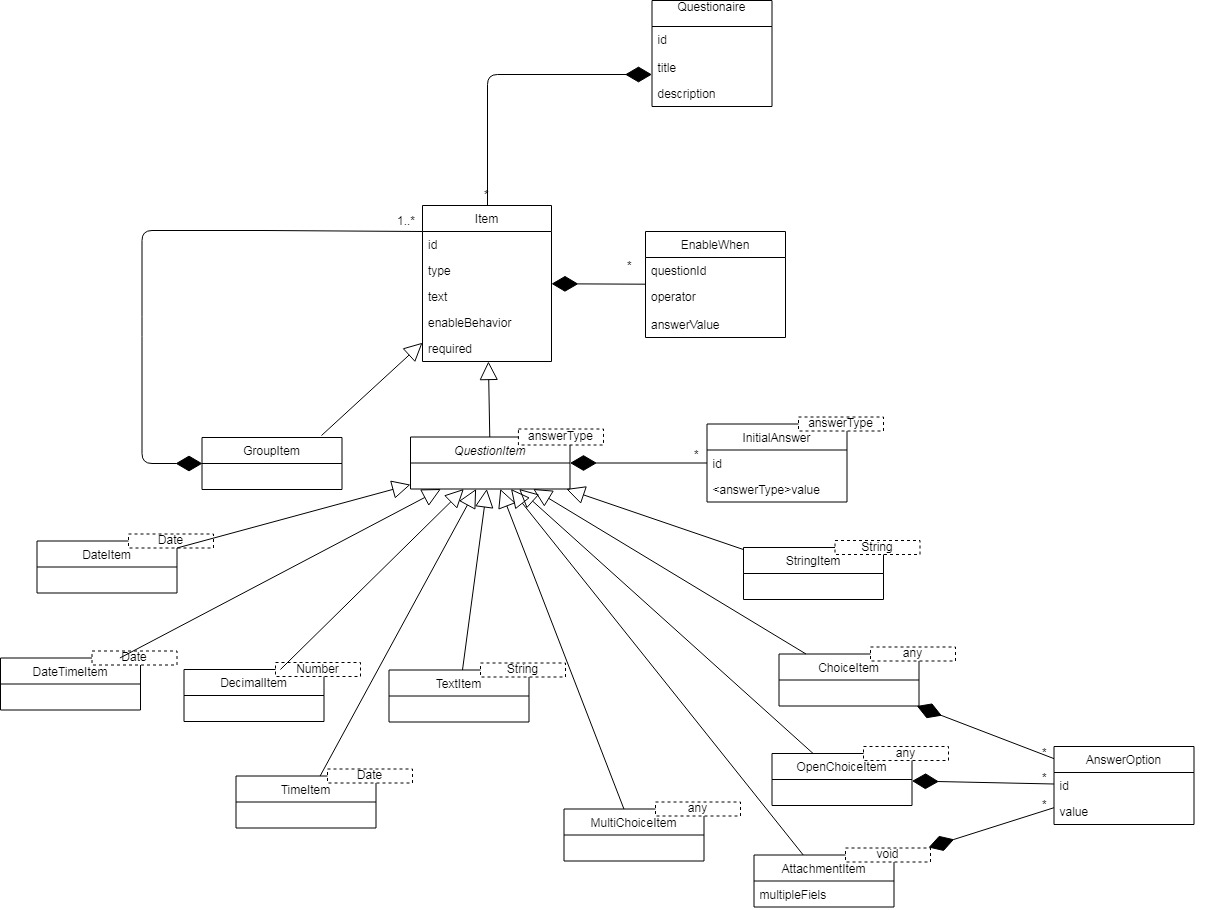 Questionaire
id
title
description
*
1..*
Item
id
type
text
enableBehavior
required
*
EnableWhen
questionId
operator
answerValue
GroupItem
answerType
QuestionItem
*
answerType
InitialAnswer
id
<answerType>value
Date
DateItem
String
StringItem
Date
DateTimeItem
Number
DecimalItem
String
TextItem
any
ChoiceItem
*
Date
TimeItem
any
MultiChoiceItem
any
OpenChoiceItem
*
*
AnswerOption
id
value
void
AttachmentItem
multipleFiels